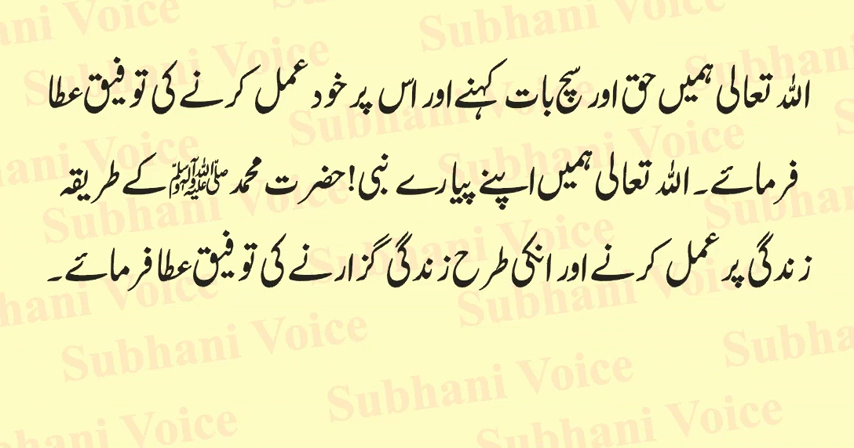 اللہ تعالی ہمیں حق اور سچ بات کہنے اور اس پر خود عمل کرنے کی توفیق عطا
فرمائے۔ اللہ تعالی ہمیں اپنے پیارے نبی! حضرت محمد ﷺ کے طریقہ
زندگی پر عمل کرنے اور انکی طرح زندگی گزارنے کی توفیق عطا فرمائے۔
Subhani Voice